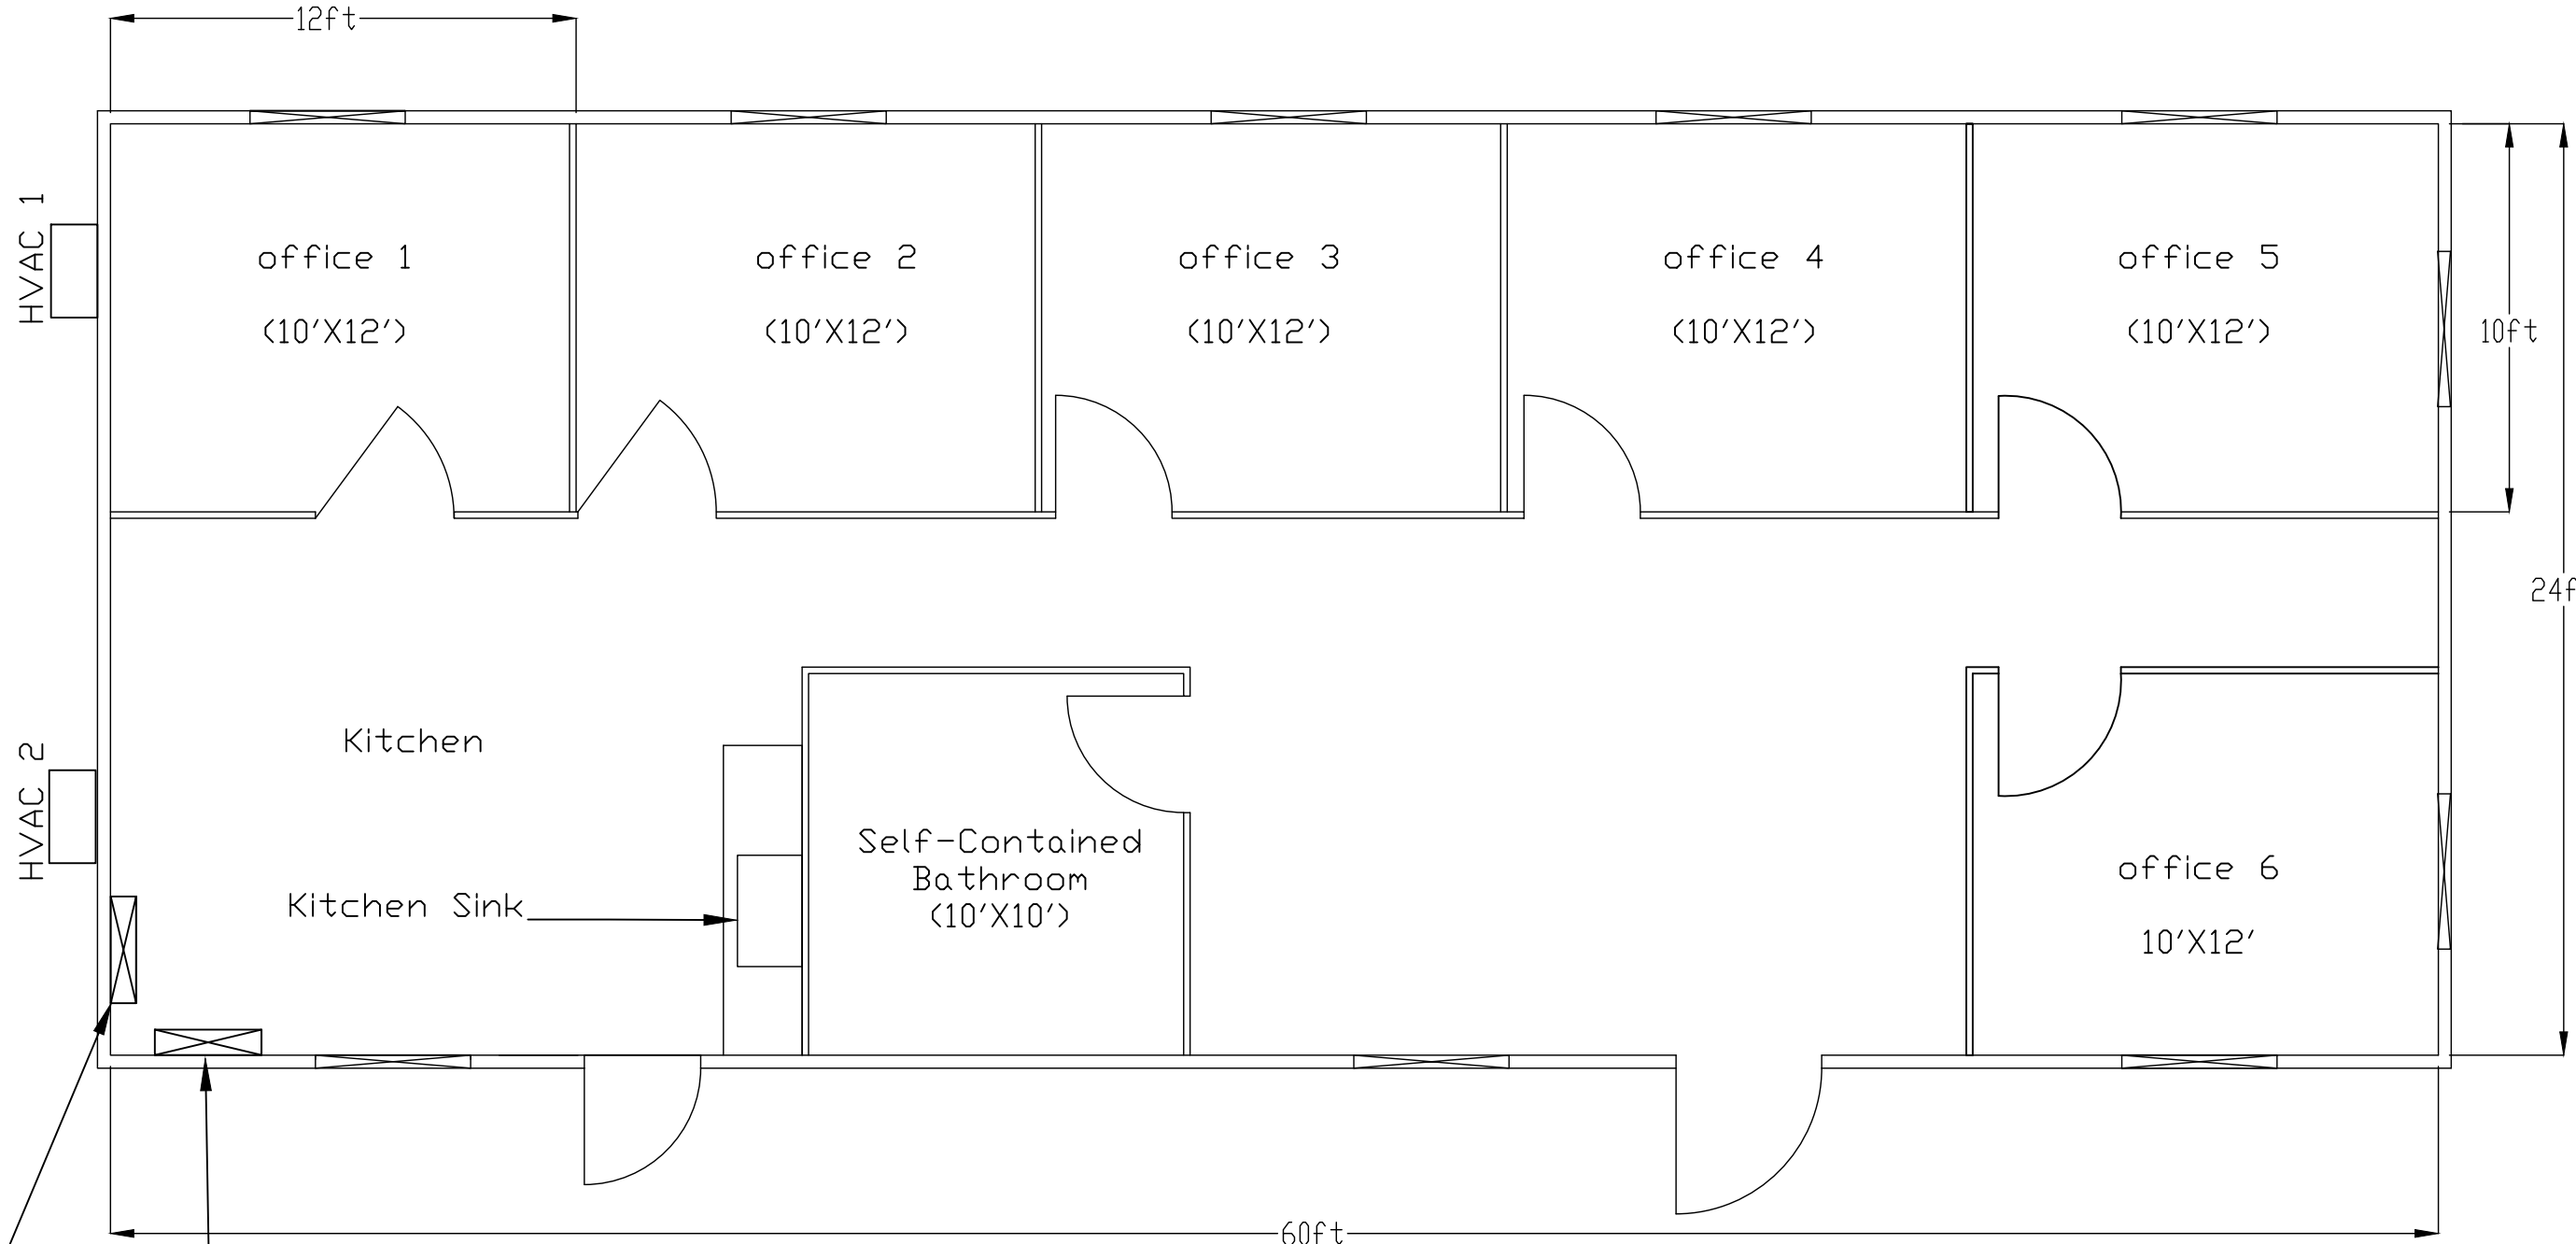 12ft
HVAC 1
office 1
(10'X12')
office 2
(10'X12')
office 3
(10'X12')
office 4
(10'X12')
office 5
(10'X12')
10ft
24f
HVAC 2
Kitchen
Kitchen Sink
Self-Contained
Bathroom
(10'X10')
office 6
10'X12'
60ft